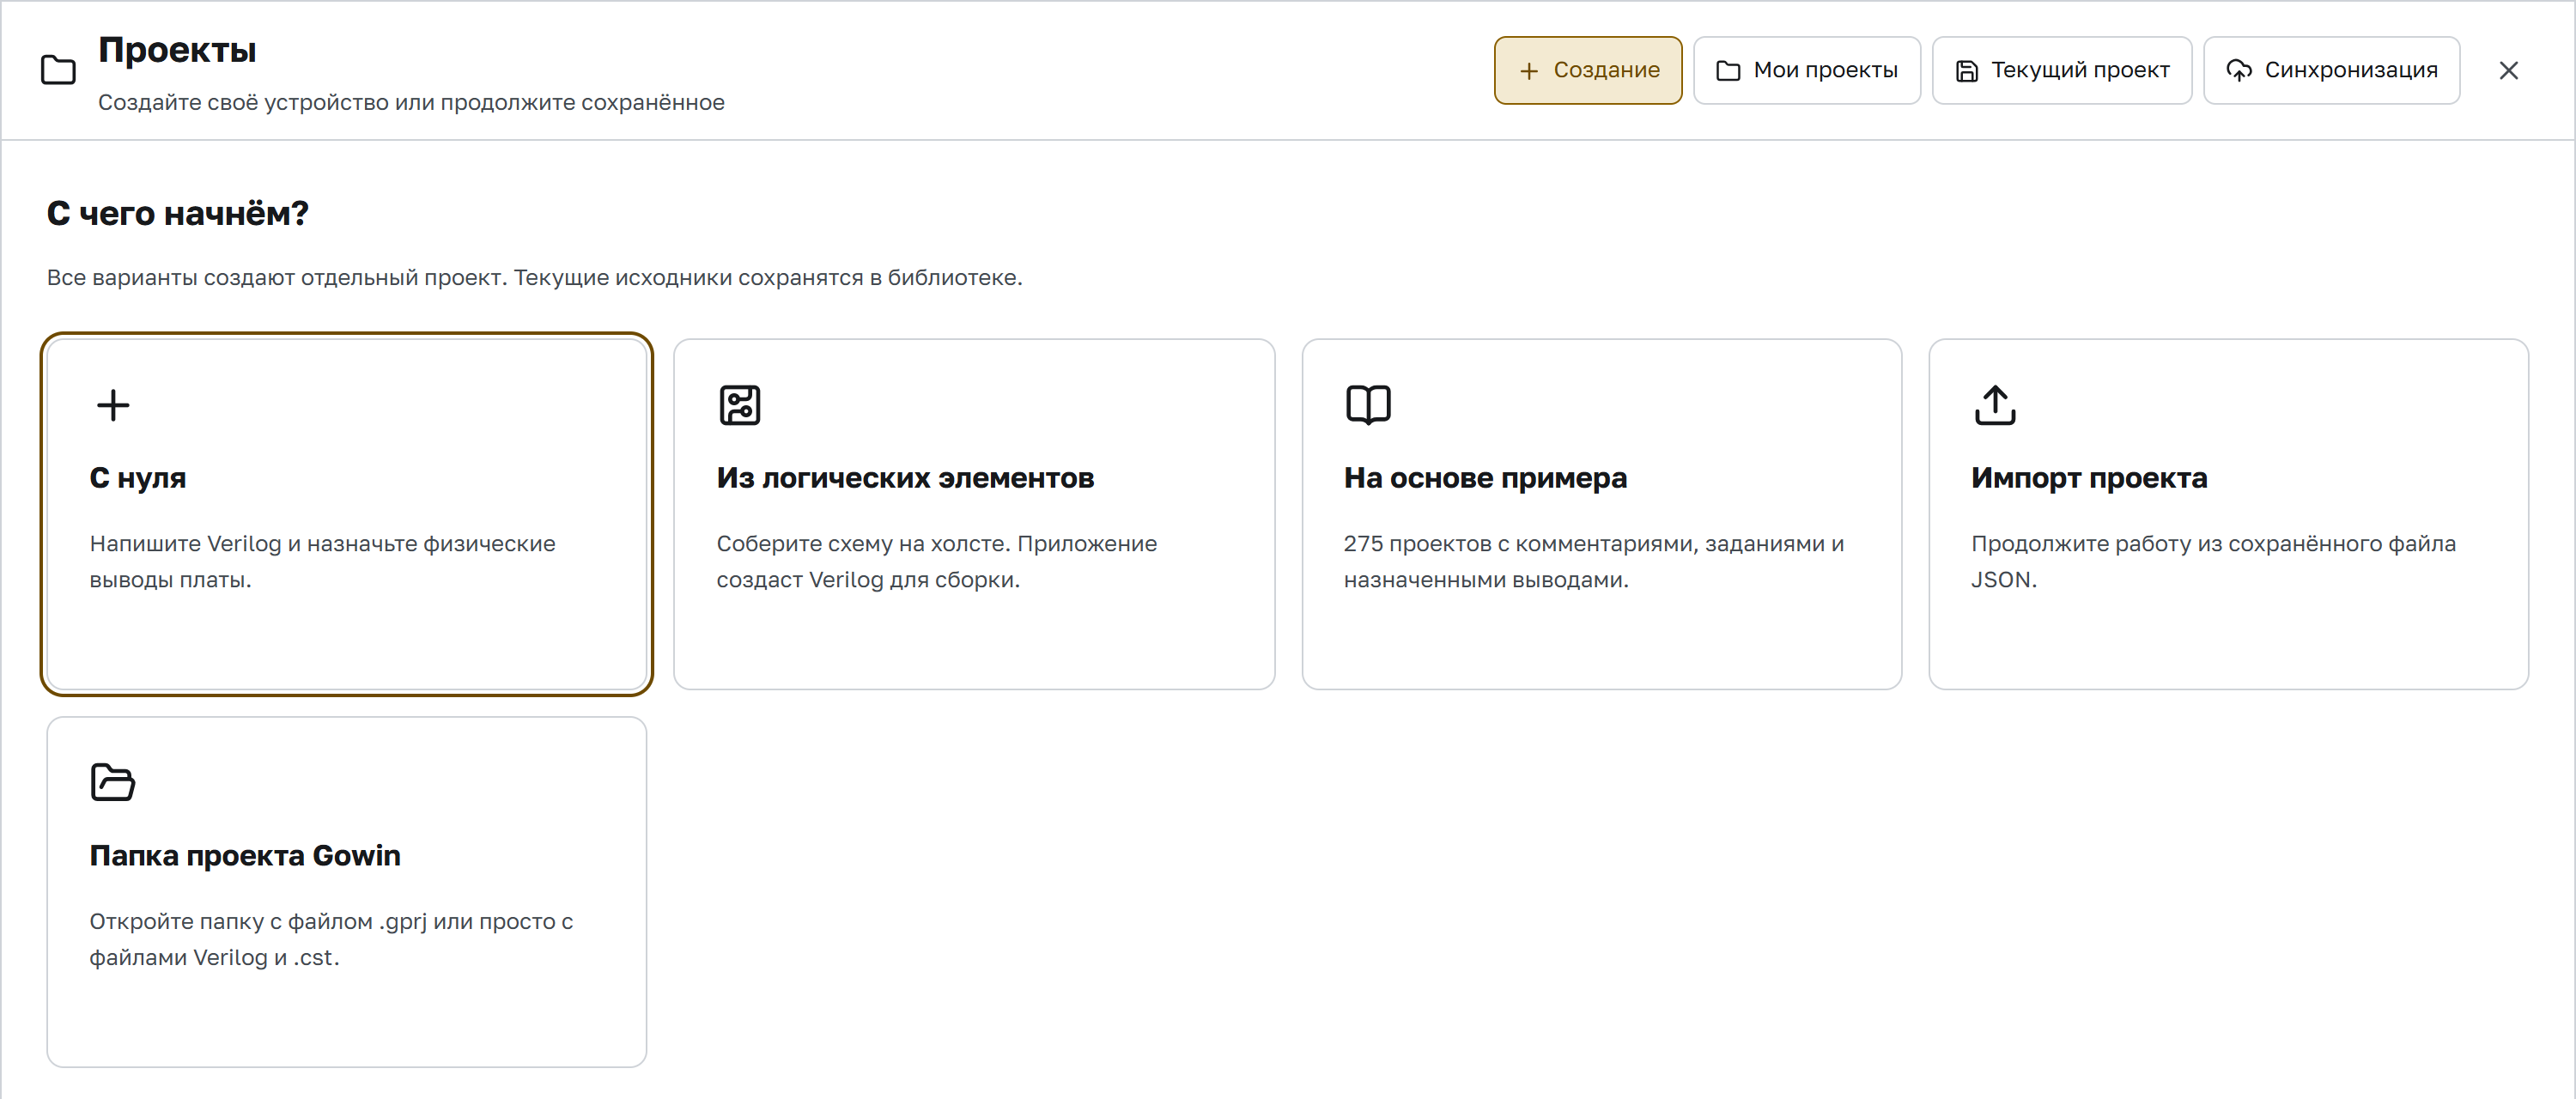 Проекты
Создайте своё устройство или продолжите сохранённое
Создание
Мои проекты
Текущий проект
Синхронизация
С чего начнём?
Все варианты создают отдельный проект. Текущие исходники сохранятся в библиотеке.
С нуля
Напишите Verilog и назначьте физические
выводы платы.
Из логических элементов
Соберите схему на холсте. Приложение
создаст Verilog для сборки.
На основе примера
275 проектов с комментариями, заданиями и
назначенными выводами.
Импорт проекта
Продолжите работу из сохранённого файла
JSON.
Папка проекта Gowin
Откройте папку с файлом .gprj или просто с
файлами Verilog и .cst.